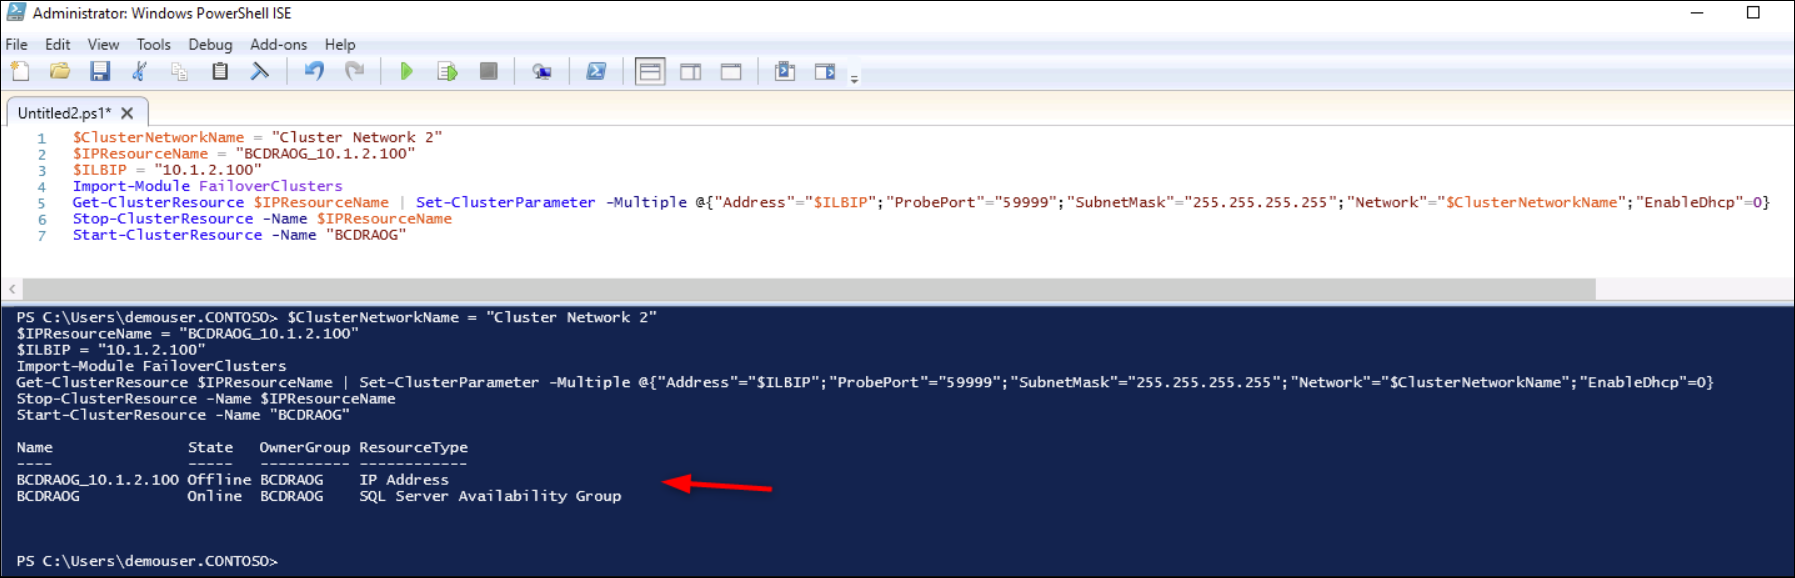 Administrator: Windows PowerShell ISE
File Edit View Tools Debug Add-ons Help
Untitled2.ps1* X
1 $ClusterNetworkName = "Cluster Network 2"
2 $IPResourceName = "BCDRAOG_10.1.2.100"
3 $ILBIP = "10.1.2.100"
4 Import-Module FailoverClusters
5 Get-ClusterResource $IPResourceName | Set-ClusterParameter -Multiple @{"Address"="$ILBIP";"ProbePort"="59999";"SubnetMask"="255.255.255.255";"Network"="$ClusterNetworkName";"EnableDhcp"=0}
6 Stop-ClusterResource -Name $IPResourceName
7 Start-ClusterResource -Name "BCDRAOG"
PS C:\Users\demouser.CONTOSO> $ClusterNetworkName = "Cluster Network 2"
$IPResourceName = "BCDRAOG_10.1.2.100"
$ILBIP = "10.1.2.100"
Import-Module FailoverClusters
Get-ClusterResource $IPResourceName | Set-ClusterParameter -Multiple @{"Address"="$ILBIP";"ProbePort"="59999";"SubnetMask"="255.255.255.255";"Network"="$ClusterNetworkName";"EnableDhcp"=0}
Stop-ClusterResource -Name $IPResourceName
Start-ClusterResource -Name "BCDRAOG"
Name State OwnerGroup ResourceType
---- ----- ---------- ------------
BCDRAOG_10.1.2.100 Offline BCDRAOG IP Address
BCDRAOG Online BCDRAOG SQL Server Availability Group
PS C:\Users\demouser.CONTOSO>